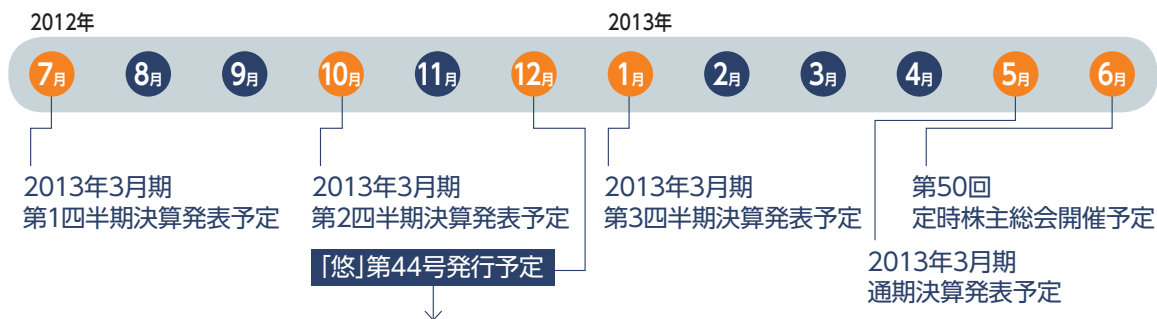 2012年
2013年
7月 8月 9月 10月 11月 12月 1月 2月 3月 4月 5月 6月
2013年3月期
第1四半期決算発表予定
2013年3月期
第2四半期決算発表予定
「悠」第44号発行予定
2013年3月期
第3四半期決算発表予定
第50回
定時株主総会開催予定
2013年3月期
通期決算発表予定